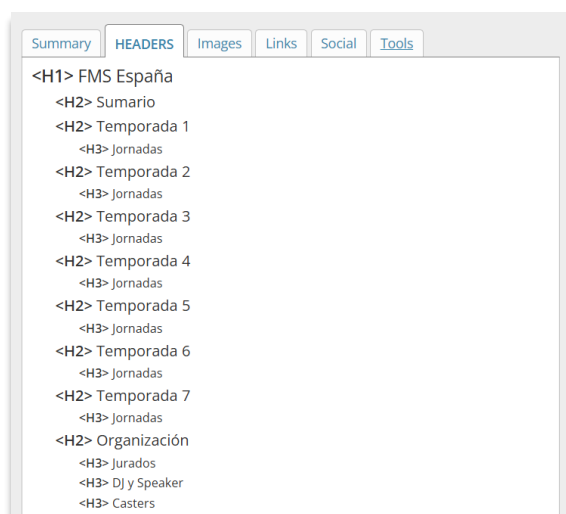 Summary HEADERS Images Links Social Tools
<H1> FMS España
<H2> Sumario
<H2> Temporada 1
<H3> Jornadas
<H2> Temporada 2
<H3> Jornadas
<H2> Temporada 3
<H3> Jornadas
<H2> Temporada 4
<H3> Jornadas
<H2> Temporada 5
<H3> Jornadas
<H2> Temporada 6
<H3> Jornadas
<H2> Temporada 7
<H3> Jornadas
<H2> Organización
<H3> Jurados
<H3> DJ y Speaker
<H3> Casters